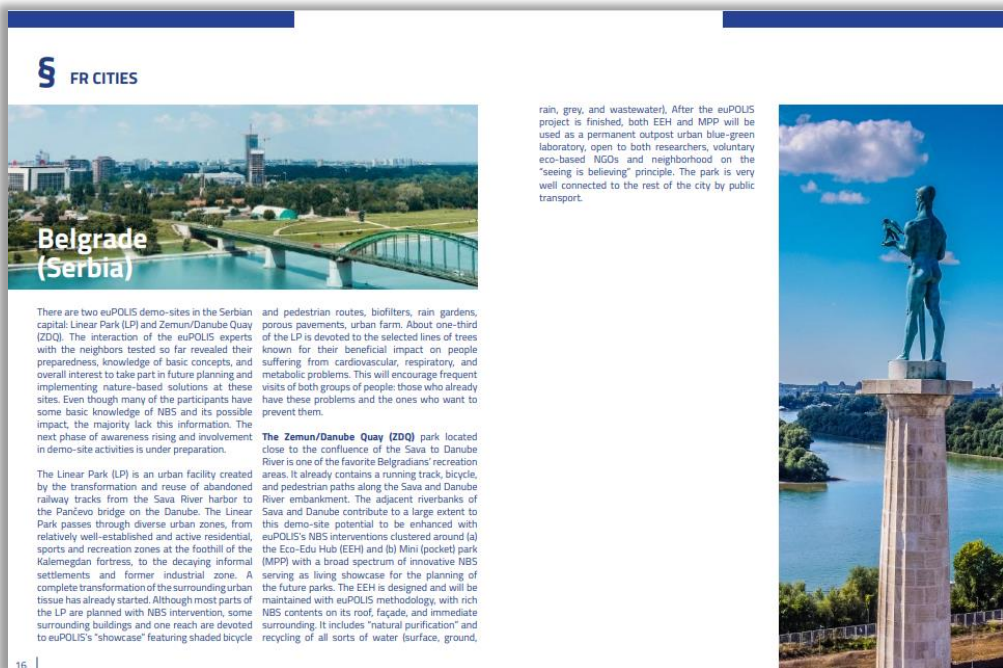 § FR CITIES
Belgrade
(Serbia)
There are two euPOLIS demo-sites in the Serbian
capital: Linear Park (LP) and Zemun/Danube Quay
(ZDQ). The interaction of the euPOLIS experts
with the neighbors tested so far revealed their
preparedness, knowledge of basic concepts, and
overall interest to take part in future planning and
implementing nature-based solutions at these
sites. Even though many of the participants have
some basic knowledge of NBS and its possible
impact, the majority lack this information. The
next phase of awareness rising and involvement
in demo-site activities is under preparation.
The Linear Park (LP) is an urban facility created
by the transformation and reuse of abandoned
railway tracks from the Sava River harbor to
the Pančevo bridge on the Danube. The Linear
Park passes through diverse urban zones, from
relatively well-established and active residential,
sports and recreation zones at the foothill of the
Kalemegdan fortress, to the decaying informal
settlements and former industrial zone. A
complete transformation of the surrounding urban
tissue has already started. Although most parts of
the LP are planned with NBS intervention, some
surrounding buildings and one reach are devoted
to euPOLIS's "showcase" featuring shaded bicycle
and pedestrian routes, biofilters, rain gardens,
porous pavements, urban farm. About one-third
of the LP is devoted to the selected lines of trees
known for their beneficial impact on people
suffering from cardiovascular, respiratory, and
metabolic problems. This will encourage frequent
visits of both groups of people: those who already
have these problems and the ones who want to
prevent them.
The Zemun/Danube Quay (ZDQ) park located
close to the confluence of the Sava to Danube
River is one of the favorite Belgradians' recreation
areas. It already contains a running track, bicycle,
and pedestrian paths along the Sava and Danube
River embankment. The adjacent riverbanks of
Sava and Danube contribute to a large extent to
this demo-site potential to be enhanced with
euPOLIS's NBS interventions clustered around (a)
the Eco-Edu Hub (EEH) and (b) Mini (pocket) park
(MPP) with a broad spectrum of innovative NBS
serving as living showcase for the planning of
the future parks. The EEH is designed and will be
maintained with euPOLIS methodology, with rich
NBS contents on its roof, façade, and immediate
surrounding. It includes "natural purification" and
recycling of all sorts of water (surface, ground,
rain, grey, and wastewater), After the euPOLIS
project is finished, both EEH and MPP will be
used as a permanent outpost urban blue-green
laboratory, open to both researchers, voluntary
eco-based NGOs and neighborhood on the
"seeing is believing" principle. The park is very
well connected to the rest of the city by public
transport.
16